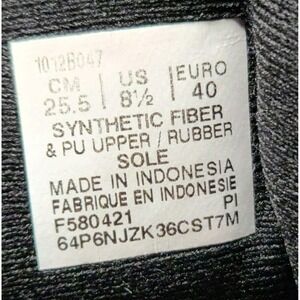 1012B047
CM US EURO
25.5 8½ 40
SYNTHETIC FIBER
& PU UPPER / RUBBER
SOLE
MADE IN INDONESIA
FABRIQUE EN INDONESIE
F580421 PI
64P6NJZK36CST7M